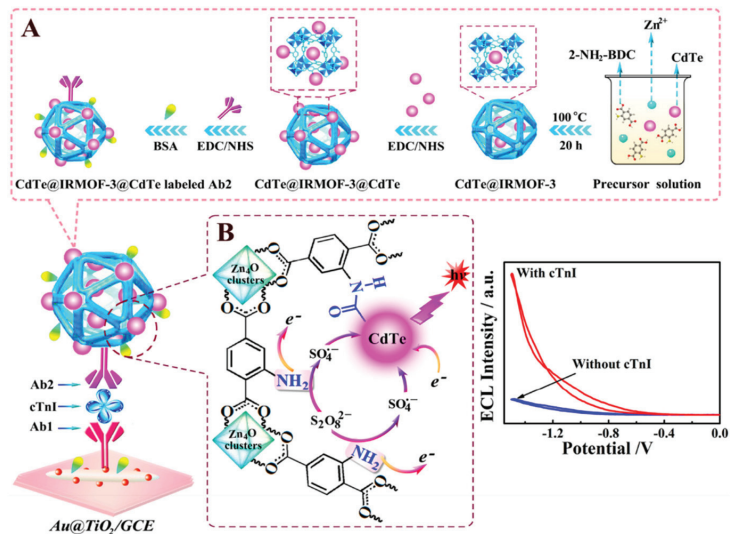 A
Zn2+
2-NH2-BDC
CdTe
BSA
EDC/NHS
EDC/NHS
100 °C
20 h
CdTe@IRMOF-3@CdTe labeled Ab2
CdTe@IRMOF-3@CdTe
CdTe@IRMOF-3
Precursor solution
B
Zn4O
clusters
O
O
O
O
N
H
O
C
hν
CdTe
e-
SO4•−
NH2
e-
S2O8 2−
SO4•−
O
O
O
O
Zn4O
clusters
O
O
NH2
e-
O
O
Ab2
cTnI
Ab1
Au@TiO2/GCE
With cTnI
Without cTnI
ECL Intensity / a.u.
-1.2
-0.8
-0.4
0.0
Potential /V